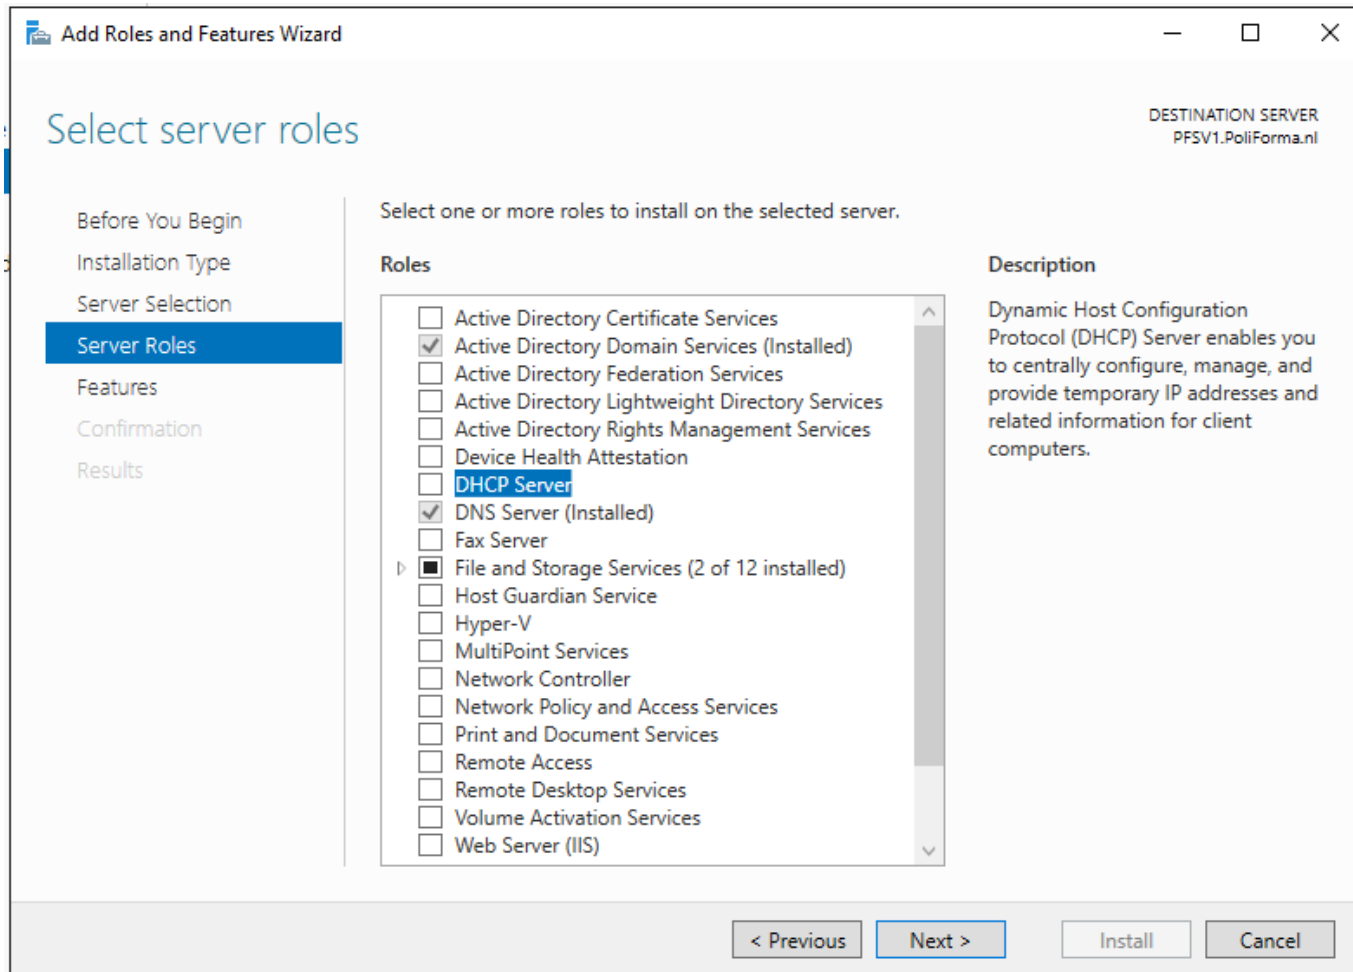 Add Roles and Features Wizard
Select server roles
DESTINATION SERVER
PFSV1.PoliForma.nl
Before You Begin
Installation Type
Server Selection
Server Roles
Features
Confirmation
Results
Select one or more roles to install on the selected server.
Roles
Active Directory Certificate Services
Active Directory Domain Services (Installed)
Active Directory Federation Services
Active Directory Lightweight Directory Services
Active Directory Rights Management Services
Device Health Attestation
DHCP Server
DNS Server (Installed)
Fax Server
File and Storage Services (2 of 12 installed)
Host Guardian Service
Hyper-V
MultiPoint Services
Network Controller
Network Policy and Access Services
Print and Document Services
Remote Access
Remote Desktop Services
Volume Activation Services
Web Server (IIS)
Description
Dynamic Host Configuration
Protocol (DHCP) Server enables you
to centrally configure, manage, and
provide temporary IP addresses and
related information for client
computers.
< Previous
Next >
Install
Cancel